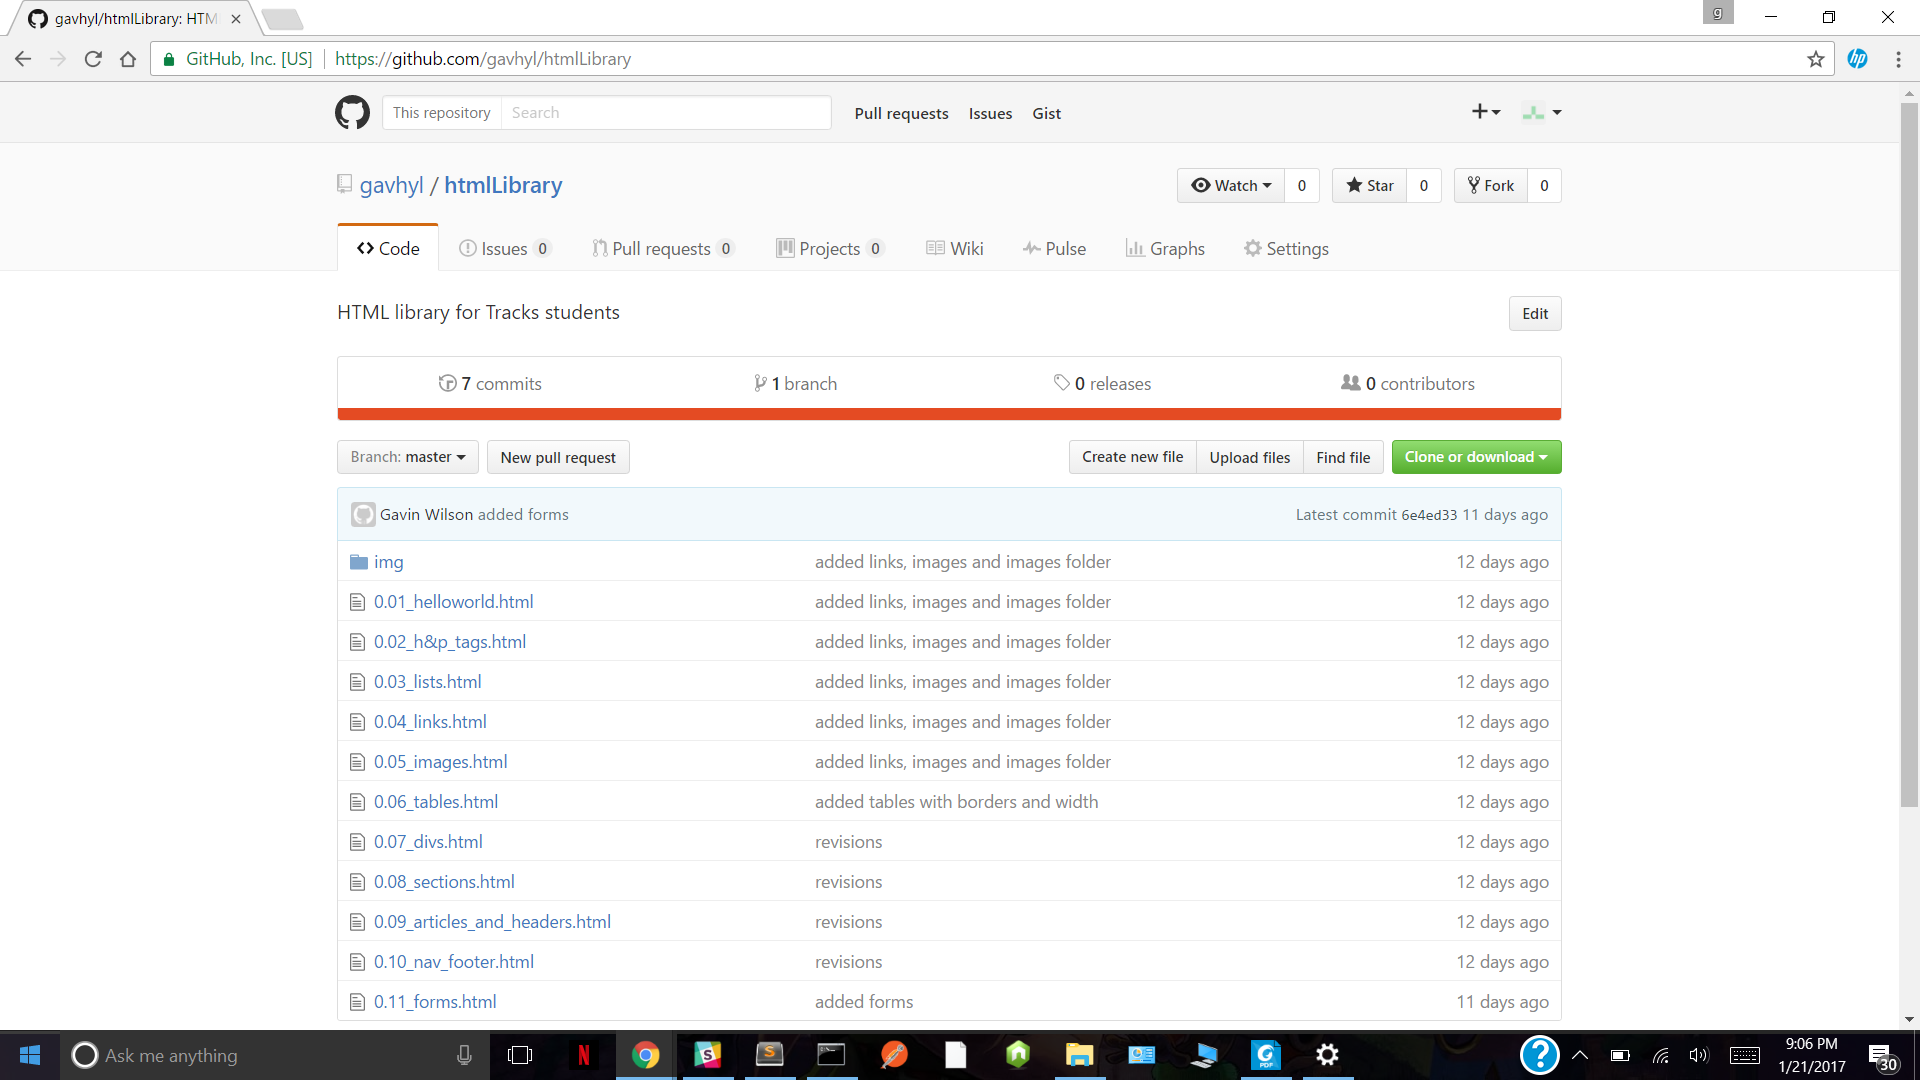 gavhyl/htmlLibrary: HTM
g
GitHub, Inc. [US] https://github.com/gavhyl/htmlLibrary
hp
This repository Search Pull requests Issues Gist
gavhyl / htmlLibrary Watch 0 Star 0 Fork 0
Code Issues 0 Pull requests 0 Projects 0 Wiki Pulse Graphs Settings
HTML library for Tracks students Edit
7 commits 1 branch 0 releases 0 contributors
Branch: master New pull request Create new file Upload files Find file Clone or download
Gavin Wilson added forms Latest commit 6e4ed33 11 days ago
img added links, images and images folder 12 days ago
0.01_helloworld.html added links, images and images folder 12 days ago
0.02_h&p_tags.html added links, images and images folder 12 days ago
0.03_lists.html added links, images and images folder 12 days ago
0.04_links.html added links, images and images folder 12 days ago
0.05_images.html added links, images and images folder 12 days ago
0.06_tables.html added tables with borders and width 12 days ago
0.07_divs.html revisions 12 days ago
0.08_sections.html revisions 12 days ago
0.09_articles_and_headers.html revisions 12 days ago
0.10_nav_footer.html revisions 12 days ago
0.11_forms.html added forms 11 days ago
Ask me anything
N
S
S
PDF
?
9:06 PM
1/21/2017
30